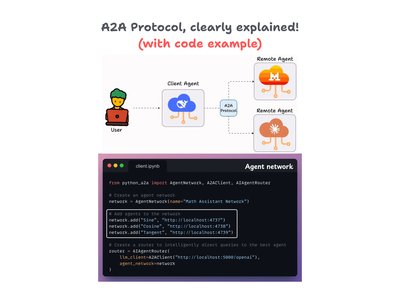 A2A Protocol, clearly explained!
(with code example)
Remote Agent
Client Agent
A2A
Protocol
User
Remote Agent
client.ipynb
Agent network
from python_a2a import AgentNetwork, A2AClient, AIAgentRouter
# Create an agent network
network = AgentNetwork(name="Math Assistant Network")
# Add agents to the network
network.add("Sine", "http://localhost:4737")
network.add("Cosine", "http://localhost:4738")
network.add("Tangent", "http://localhost:4739")
# Create a router to intelligently direct queries to the best agent
router = AIAgentRouter(
llm_client=A2AClient("http://localhost:5000/openai"),
agent_network=network
)